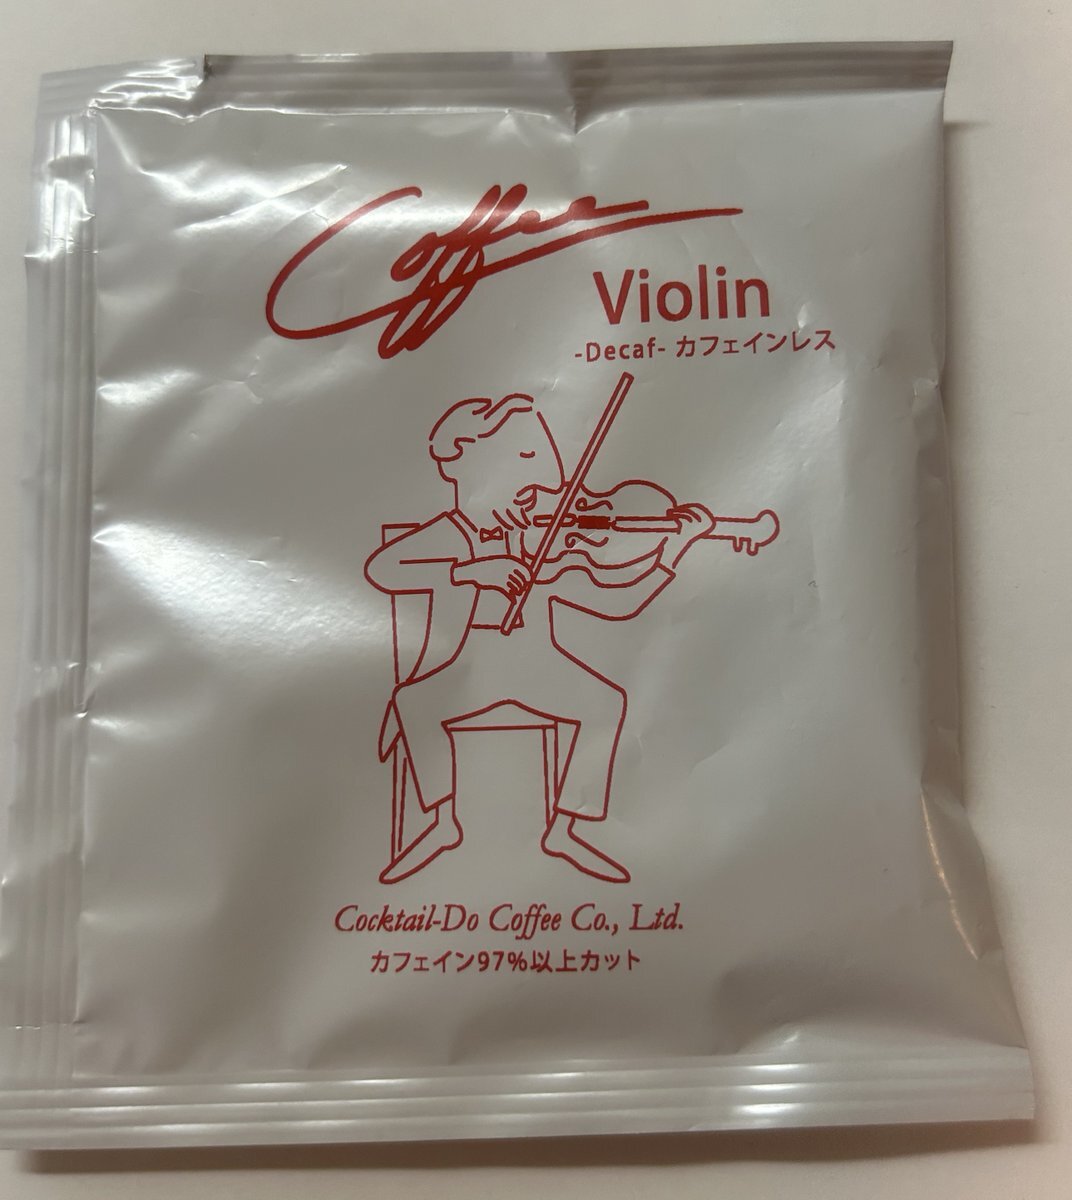 Coffee
Violin
-Decaf- カフェインレス
Cocktail-Do Coffee Co., Ltd.
カフェイン97%以上カット